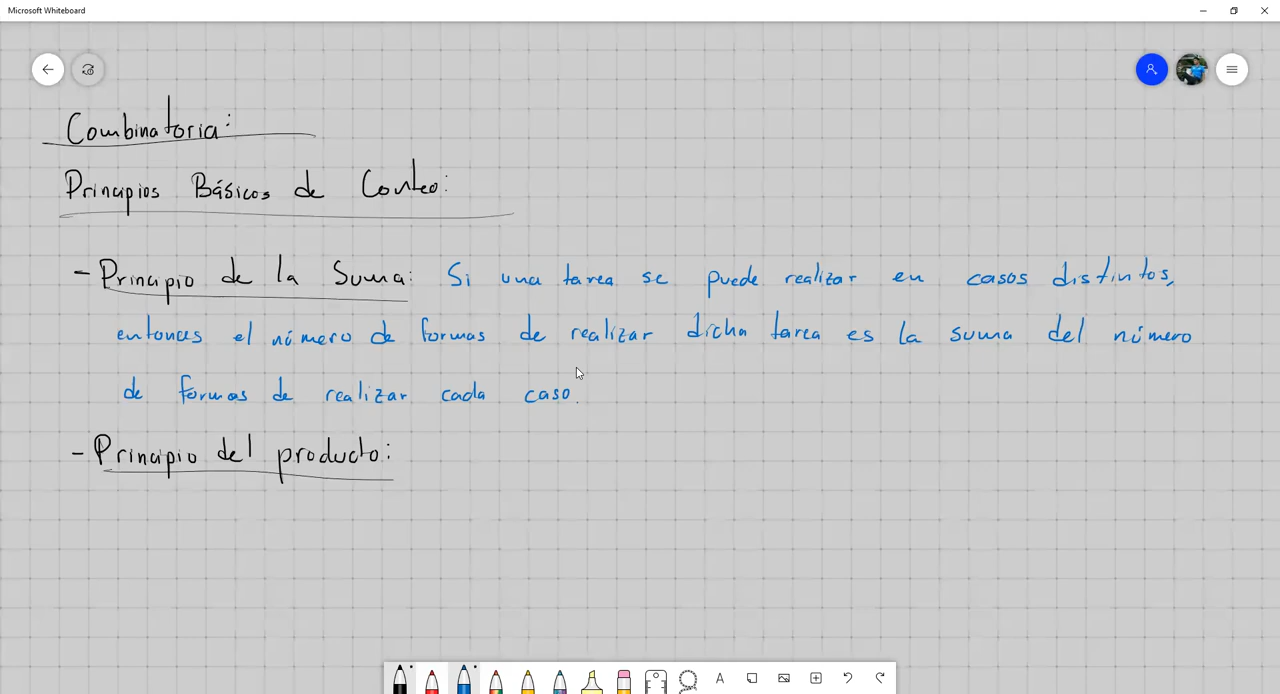 Microsoft Whiteboard
Combinatoria:
Principios Básicos de Conteo:
- Principio de la Suma: Si una tarea se puede realizar en casos distintos,
entonces el número de formas de realizar dicha tarea es la suma del número
de formas de realizar cada caso.
- Principio del producto:
A